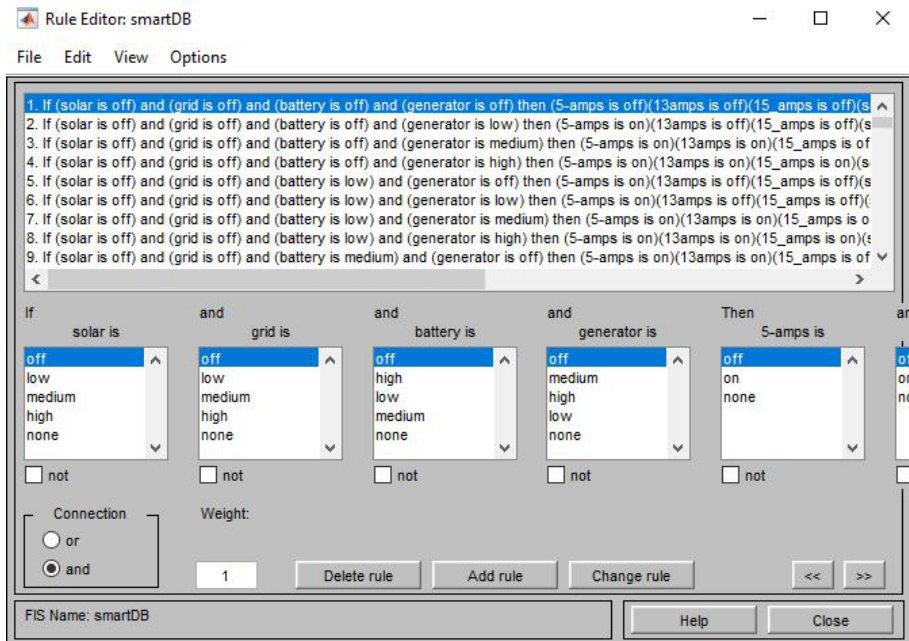 Rule Editor: smartDB
File Edit View Options
1. If (solar is off) and (grid is off) and (battery is off) and (generator is off) then (5-amps is off)(13amps is off)(15_amps is off)(s
2. If (solar is off) and (grid is off) and (battery is off) and (generator is low) then (5-amps is on)(13amps is off)(15_amps is off)(s
3. If (solar is off) and (grid is off) and (battery is off) and (generator is medium) then (5-amps is on)(13amps is on)(15_amps is of
4. If (solar is off) and (grid is off) and (battery is off) and (generator is high) then (5-amps is on)(13amps is on)(15_amps is on)(s
5. If (solar is off) and (grid is off) and (battery is low) and (generator is off) then (5-amps is on)(13amps is off)(15_amps is off)(s
6. If (solar is off) and (grid is off) and (battery is low) and (generator is low) then (5-amps is on)(13amps is off)(15_amps is off)(
7. If (solar is off) and (grid is off) and (battery is low) and (generator is medium) then (5-amps is on)(13amps is on)(15_amps is o
8. If (solar is off) and (grid is off) and (battery is low) and (generator is high) then (5-amps is on)(13amps is on)(15_amps is on)(s
9. If (solar is off) and (grid is off) and (battery is medium) and (generator is off) then (5-amps is on)(13amps is on)(15_amps is of
If and and and Then ar
solar is grid is battery is generator is 5-amps is
off off off off off of
low low high medium on or
medium medium low high none no
high high medium low
none none none none
not not not not not
Connection Weight:
or
and 1 Delete rule Add rule Change rule << >>
FIS Name: smartDB Help Close